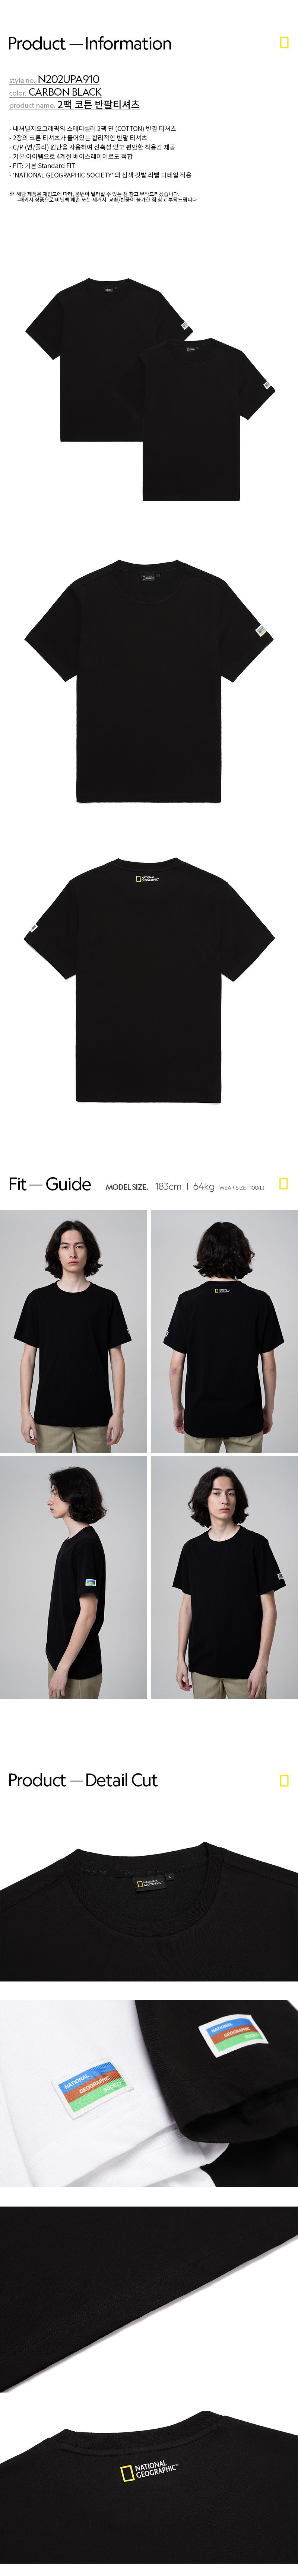 Product — Information
style no. N202UPA910
color. CARBON BLACK
product name. 2팩 코튼 반팔티셔츠
- 내셔널지오그래픽의 스테디셀러 2팩 면 (COTTON) 반팔 티셔츠
- 2장의 코튼 티셔츠가 들어있는 합리적인 반팔 티셔츠
- C/P (면/폴리) 원단을 사용하여 신축성 있고 편안한 착용감 제공
- 기본 아이템으로 4계절 베이스레이어로도 적합
- FIT: 기본 Standard FIT
- 'NATIONAL GEOGRAPHIC SOCIETY' 의 삼색 깃발 라벨 디테일 적용
※ 해당 제품은 재입고에 따라, 품번이 달라질 수 있는 점 참고 부탁드리겠습니다.
-패키지 상품으로 비닐백 훼손 또는 제거시 교환/반품이 불가한 점 참고 부탁드립니다
NATIONAL
GEOGRAPHIC
Fit — Guide
MODEL SIZE. 183cm | 64kg WEAR SIZE : 100(L)
Product — Detail Cut
NATIONAL
GEOGRAPHIC
L
NATIONAL
GEOGRAPHIC
SOCIETY
NATIONAL
GEOGRAPHIC
SOCIETY
NATIONAL
GEOGRAPHIC™